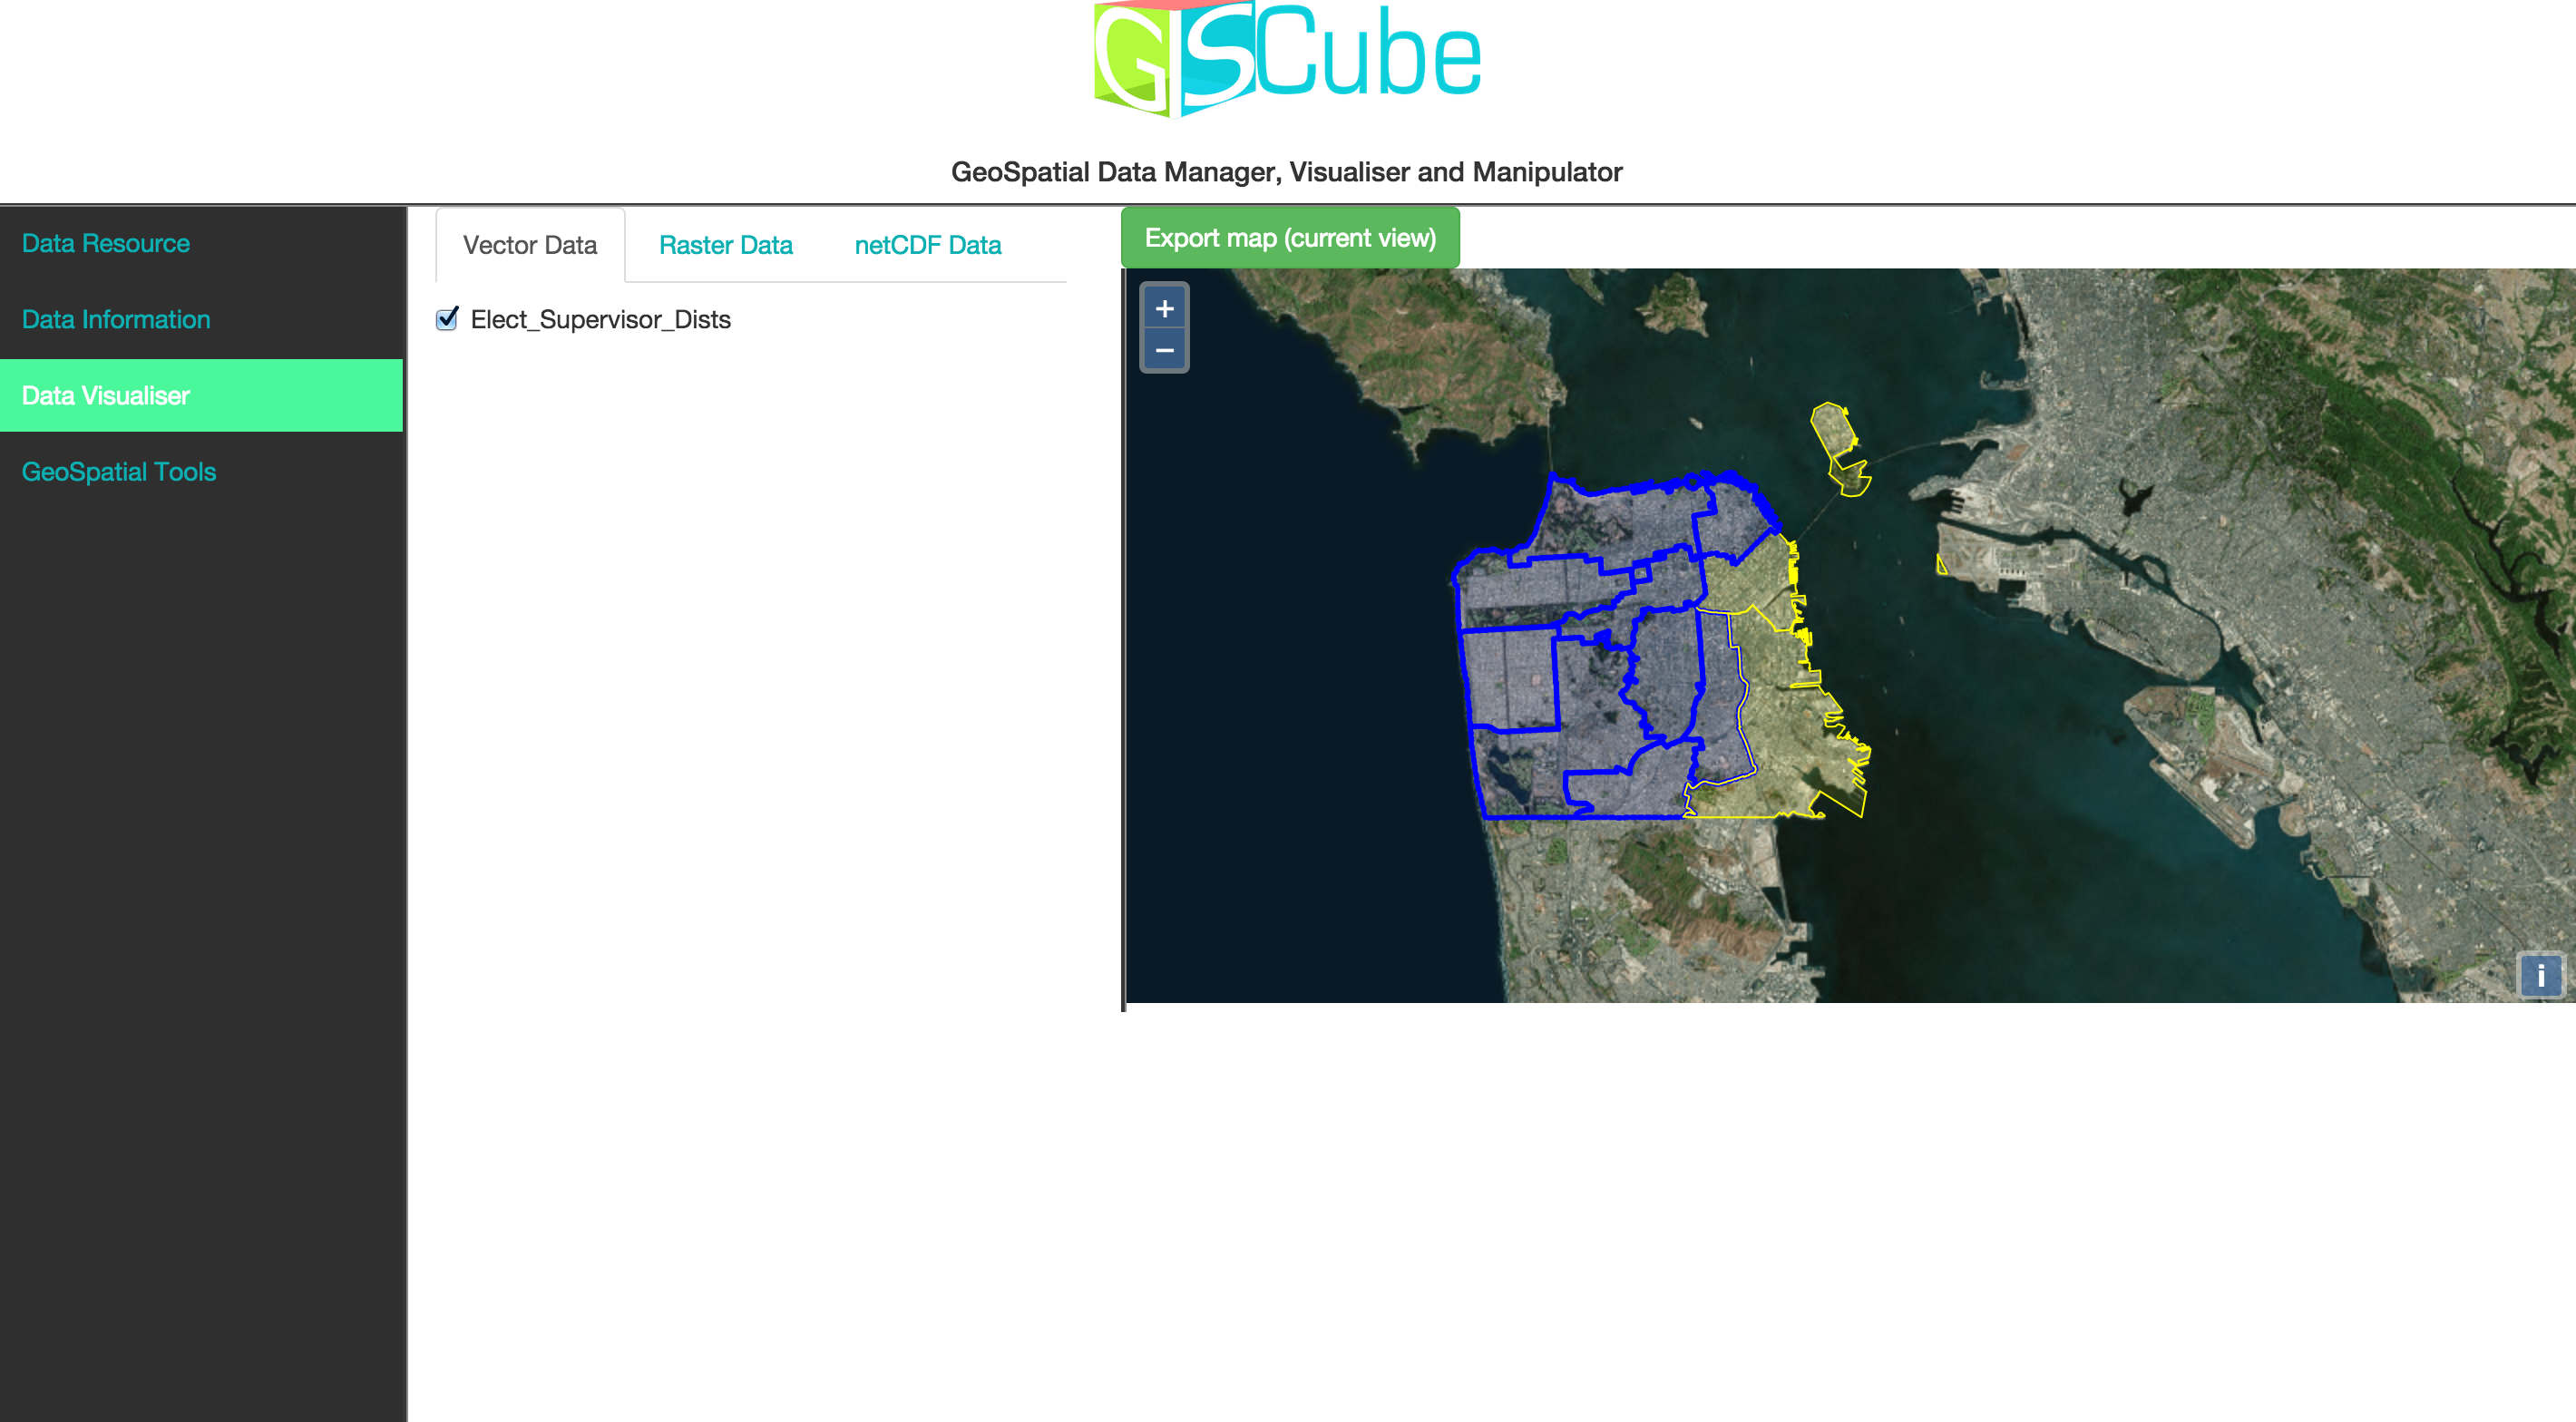 GISCube
GeoSpatial Data Manager, Visualiser and Manipulator
Data Resource
Data Information
Data Visualiser
GeoSpatial Tools
Vector Data
Raster Data
netCDF Data
Elect_Supervisor_Dists
Export map (current view)
+
−
i